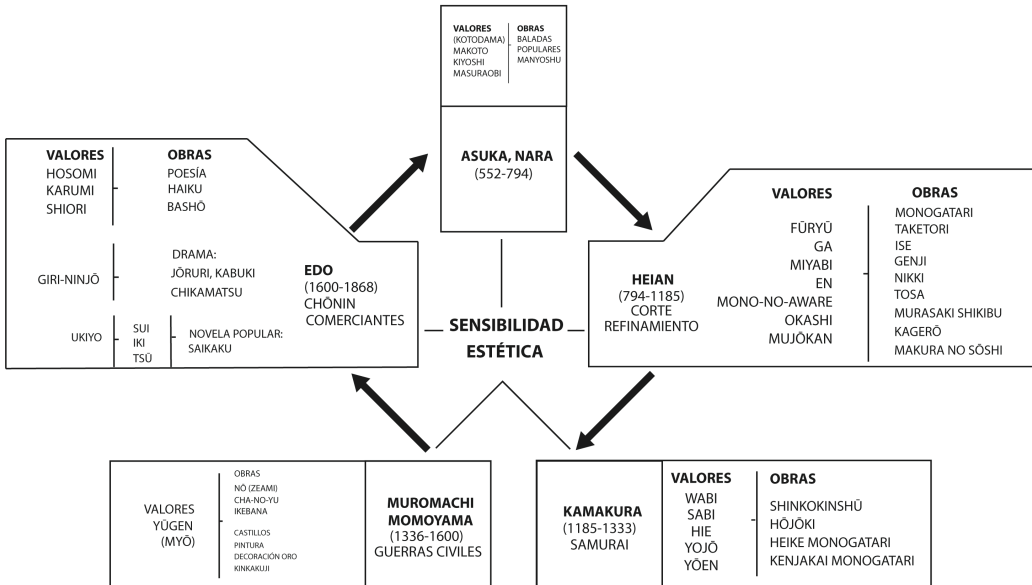 VALORES
(KOTODAMA)
MAKOTO
KIYOSHI
MASURAOBI
OBRAS
BALADAS
POPULARES
MANYOSHU
ASUKA, NARA
(552-794)
VALORES
HOSOMI
KARUMI
SHIORI
OBRAS
POESÍA
HAIKU
BASHŌ
GIRI-NINJŌ
DRAMA:
JŌRURI, KABUKI
CHIKAMATSU
UKIYO
SUI
IKI
TSŪ
NOVELA POPULAR:
SAIKAKU
EDO
(1600-1868)
CHŌNIN
COMERCIANTES
SENSIBILIDAD
ESTÉTICA
HEIAN
(794-1185)
CORTE
REFINAMIENTO
VALORES
FŪRYŪ
GA
MIYABI
EN
MONO-NO-AWARE
OKASHI
MUJŌKAN
OBRAS
MONOGATARI
TAKETORI
ISE
GENJI
NIKKI
TOSA
MURASAKI SHIKIBU
KAGERŌ
MAKURA NO SŌSHI
VALORES
YŪGEN
(MYŌ)
OBRAS
NŌ (ZEAMI)
CHA-NO-YU
IKEBANA
CASTILLOS
PINTURA
DECORACIÓN ORO
KINKAKUJI
MUROMACHI
MOMOYAMA
(1336-1600)
GUERRAS CIVILES
KAMAKURA
(1185-1333)
SAMURAI
VALORES
WABI
SABI
HIE
YOJŌ
YŌEN
OBRAS
SHINKOKINSHŪ
HŌJŌKI
HEIKE MONOGATARI
KENJAKAI MONOGATARI